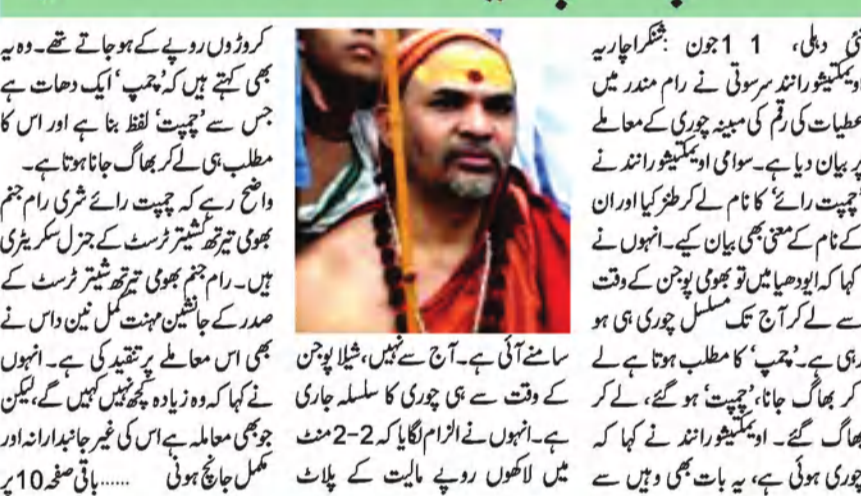 نئی دہلی، 11 جون :شنکراچاریہ
اویمکتیشورانند سرسوتی نے رام مندر میں
عطیات کی رقم کی مبینہ چوری کے معاملے
پر بیان دیا ہے۔ سوامی اویمکتیشورانند نے
'چمپت رائے' کا نام لے کر طنز کیا اور ان
کے نام کے معنی بھی بیان کیے۔ انہوں نے
کہا کہ ایودھیا میں تو بھومی پوجن کے وقت
سے لے کر آج تک مسلسل چوری ہی ہو
رہی ہے۔ 'چمپ' کا مطلب ہوتا ہے لے
کر بھاگ جانا، 'چمپت' ہو گئے، لے کر
بھاگ گئے۔ اویمکتیشورانند نے کہا کہ
چوری ہوئی ہے، یہ بات بھی وہیں سے
سامنے آئی ہے۔ آج سے نہیں، شیلا پوجن
کے وقت سے ہی چوری کا سلسلہ جاری
ہے۔ انہوں نے الزام لگایا کہ 2-2 منٹ
میں لاکھوں روپے مالیت کے پلاٹ
کروڑوں روپے کے ہو جاتے تھے۔ وہ یہ
بھی کہتے ہیں کہ 'چمپ' ایک دھات ہے
جس سے 'چمپت' لفظ بنا ہے اور اس کا
مطلب ہی لے کر بھاگ جانا ہوتا ہے۔
واضح رہے کہ چمپت رائے شری رام جنم
بھومی تیرتھ کشیتر ٹرسٹ کے جنرل سکریٹری
ہیں۔ رام جنم بھومی تیرتھ شیتر ٹرسٹ کے
صدر کے جانشین مہنت کمل نین داس نے
بھی اس معاملے پر تنقید کی ہے۔ انہوں
نے کہا کہ وہ زیادہ کچھ نہیں کہیں گے، لیکن
جو بھی معاملہ ہے اس کی غیر جانبدارانہ اور
مکمل جانچ ہونی ......باقی صفحہ 10 پر